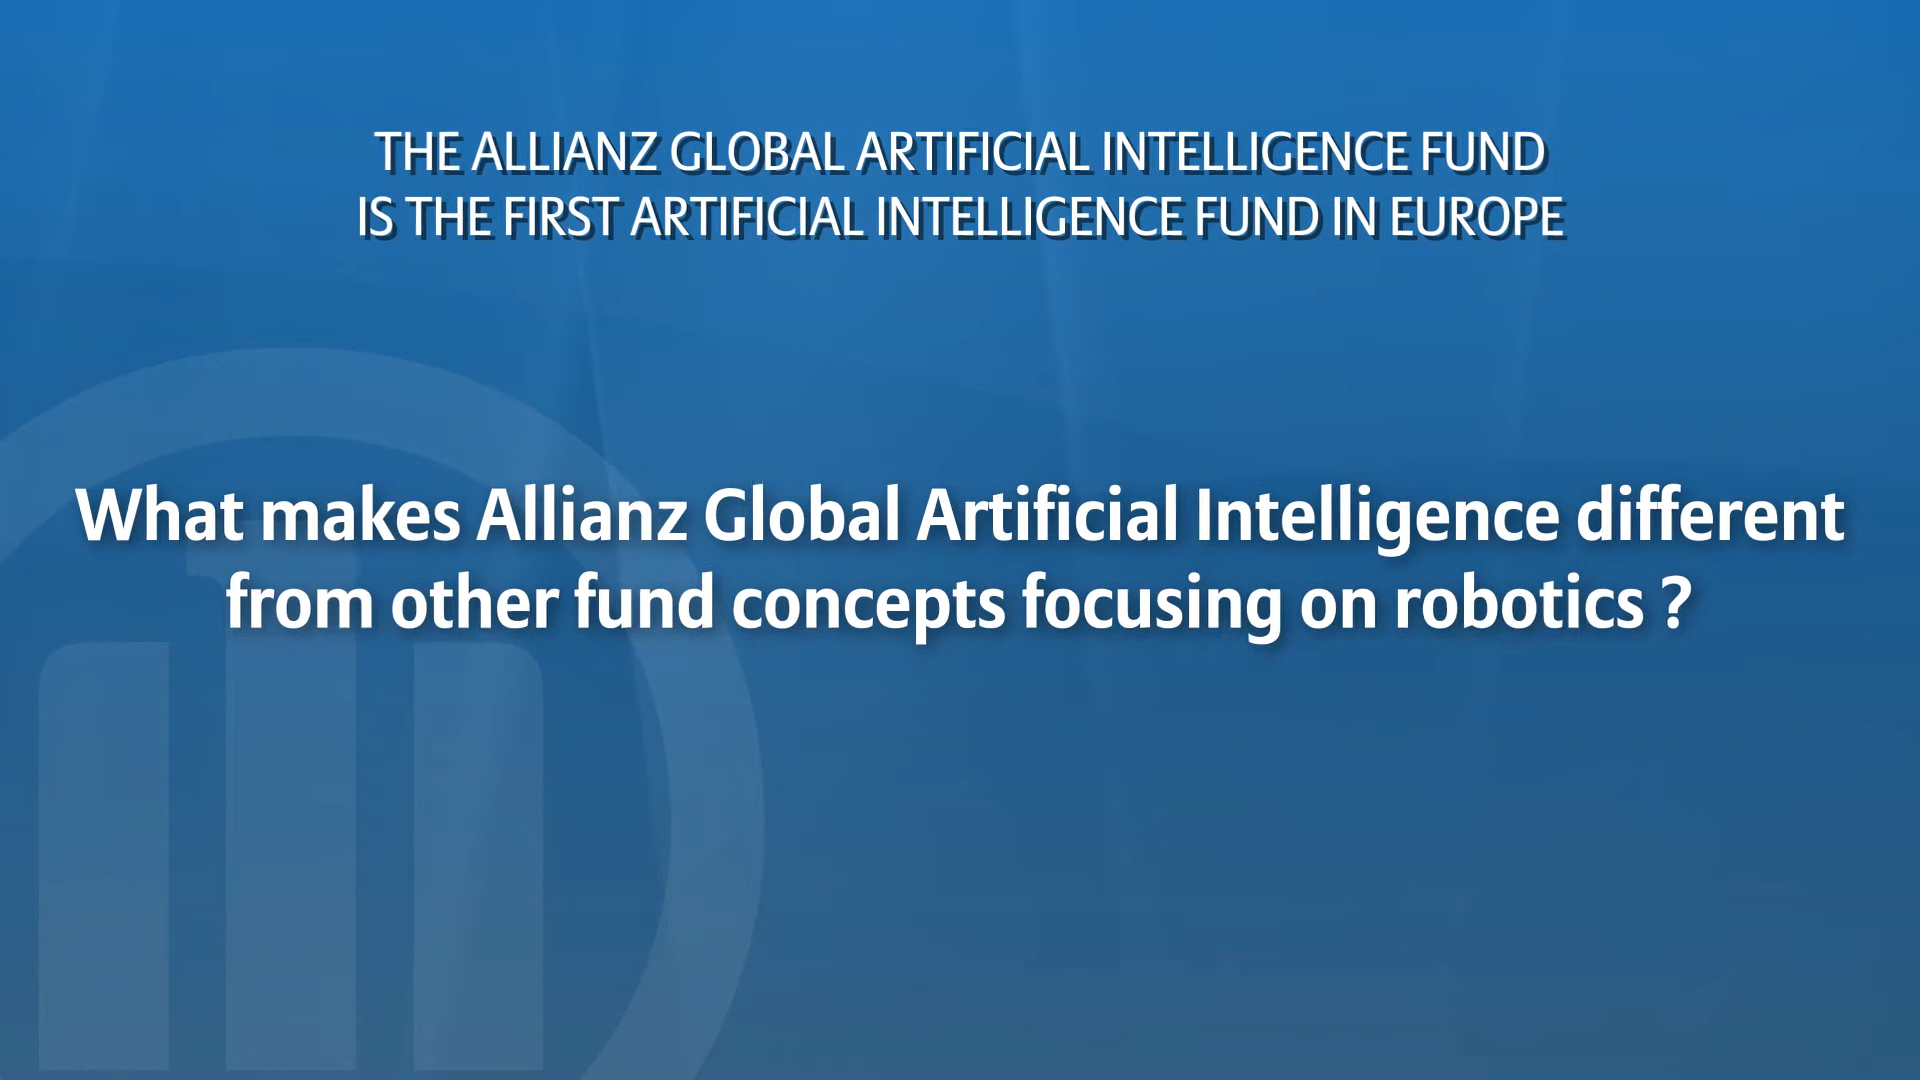 THE ALLIANZ GLOBAL ARTIFICIAL INTELLIGENCE FUND
IS THE FIRST ARTIFICIAL INTELLIGENCE FUND IN EUROPE
What makes Allianz Global Artificial Intelligence different
from other fund concepts focusing on robotics ?